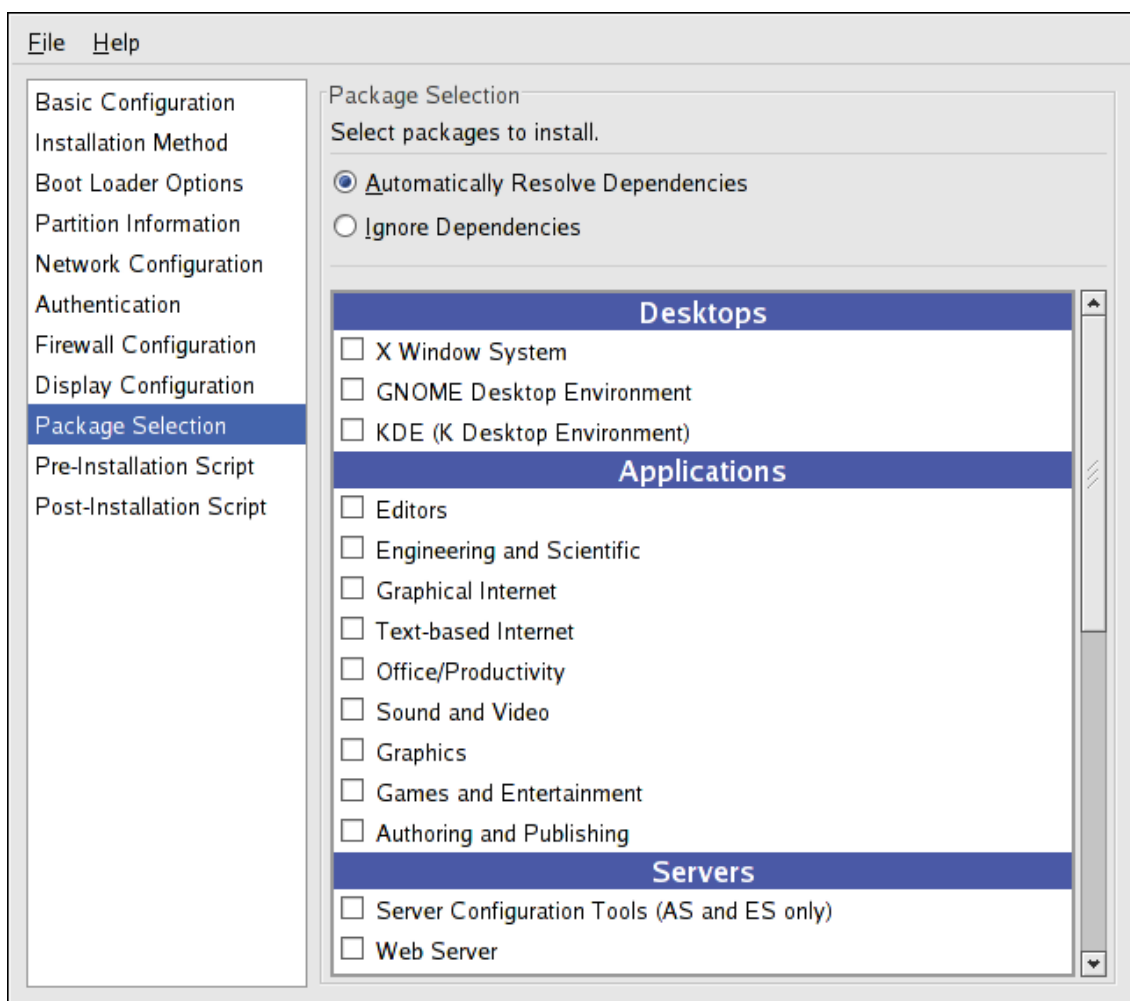 File Help
Basic Configuration
Installation Method
Boot Loader Options
Partition Information
Network Configuration
Authentication
Firewall Configuration
Display Configuration
Package Selection
Pre-Installation Script
Post-Installation Script
Package Selection
Select packages to install.
Automatically Resolve Dependencies
Ignore Dependencies
Desktops
X Window System
GNOME Desktop Environment
KDE (K Desktop Environment)
Applications
Editors
Engineering and Scientific
Graphical Internet
Text-based Internet
Office/Productivity
Sound and Video
Graphics
Games and Entertainment
Authoring and Publishing
Servers
Server Configuration Tools (AS and ES only)
Web Server